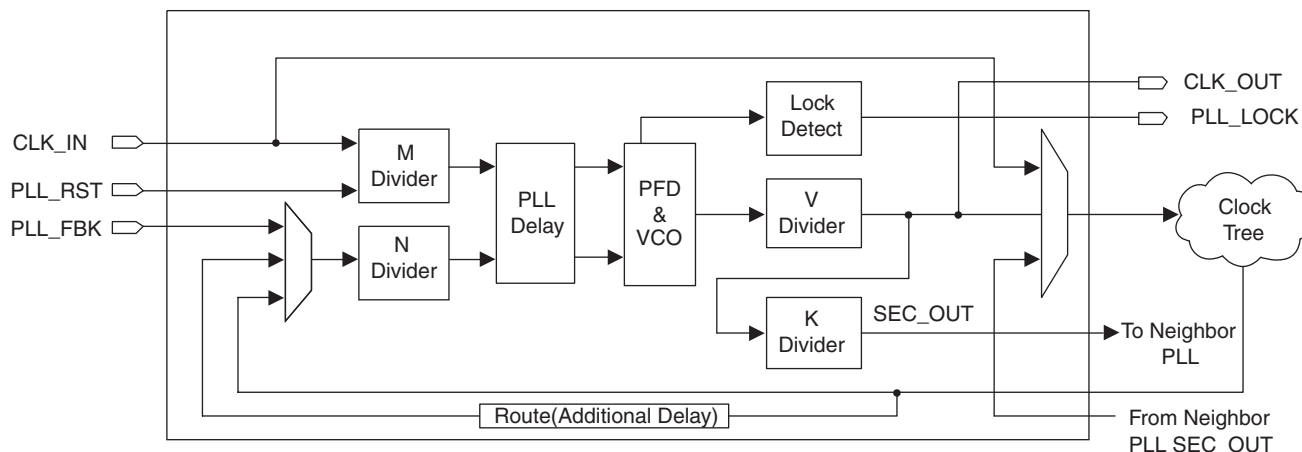 CLK_IN
PLL_RST
PLL_FBK
M
Divider
N
Divider
PLL
Delay
PFD
&
VCO
Lock
Detect
V
Divider
K
Divider
SEC_OUT
CLK_OUT
PLL_LOCK
Clock
Tree
To Neighbor
PLL
Route(Additional Delay)
From Neighbor
PLL SEC_OUT